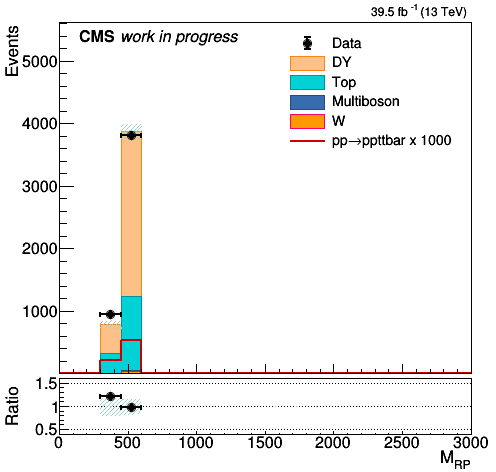 39.5 fb⁻¹ (13 TeV)
CMS work in progress
Events
Data
DY
Top
Multiboson
W
pp→ppttbar x 1000
5000
4000
3000
2000
1000
Ratio
1.5
1
0.5
0 500 1000 1500 2000 2500 3000
M_RP